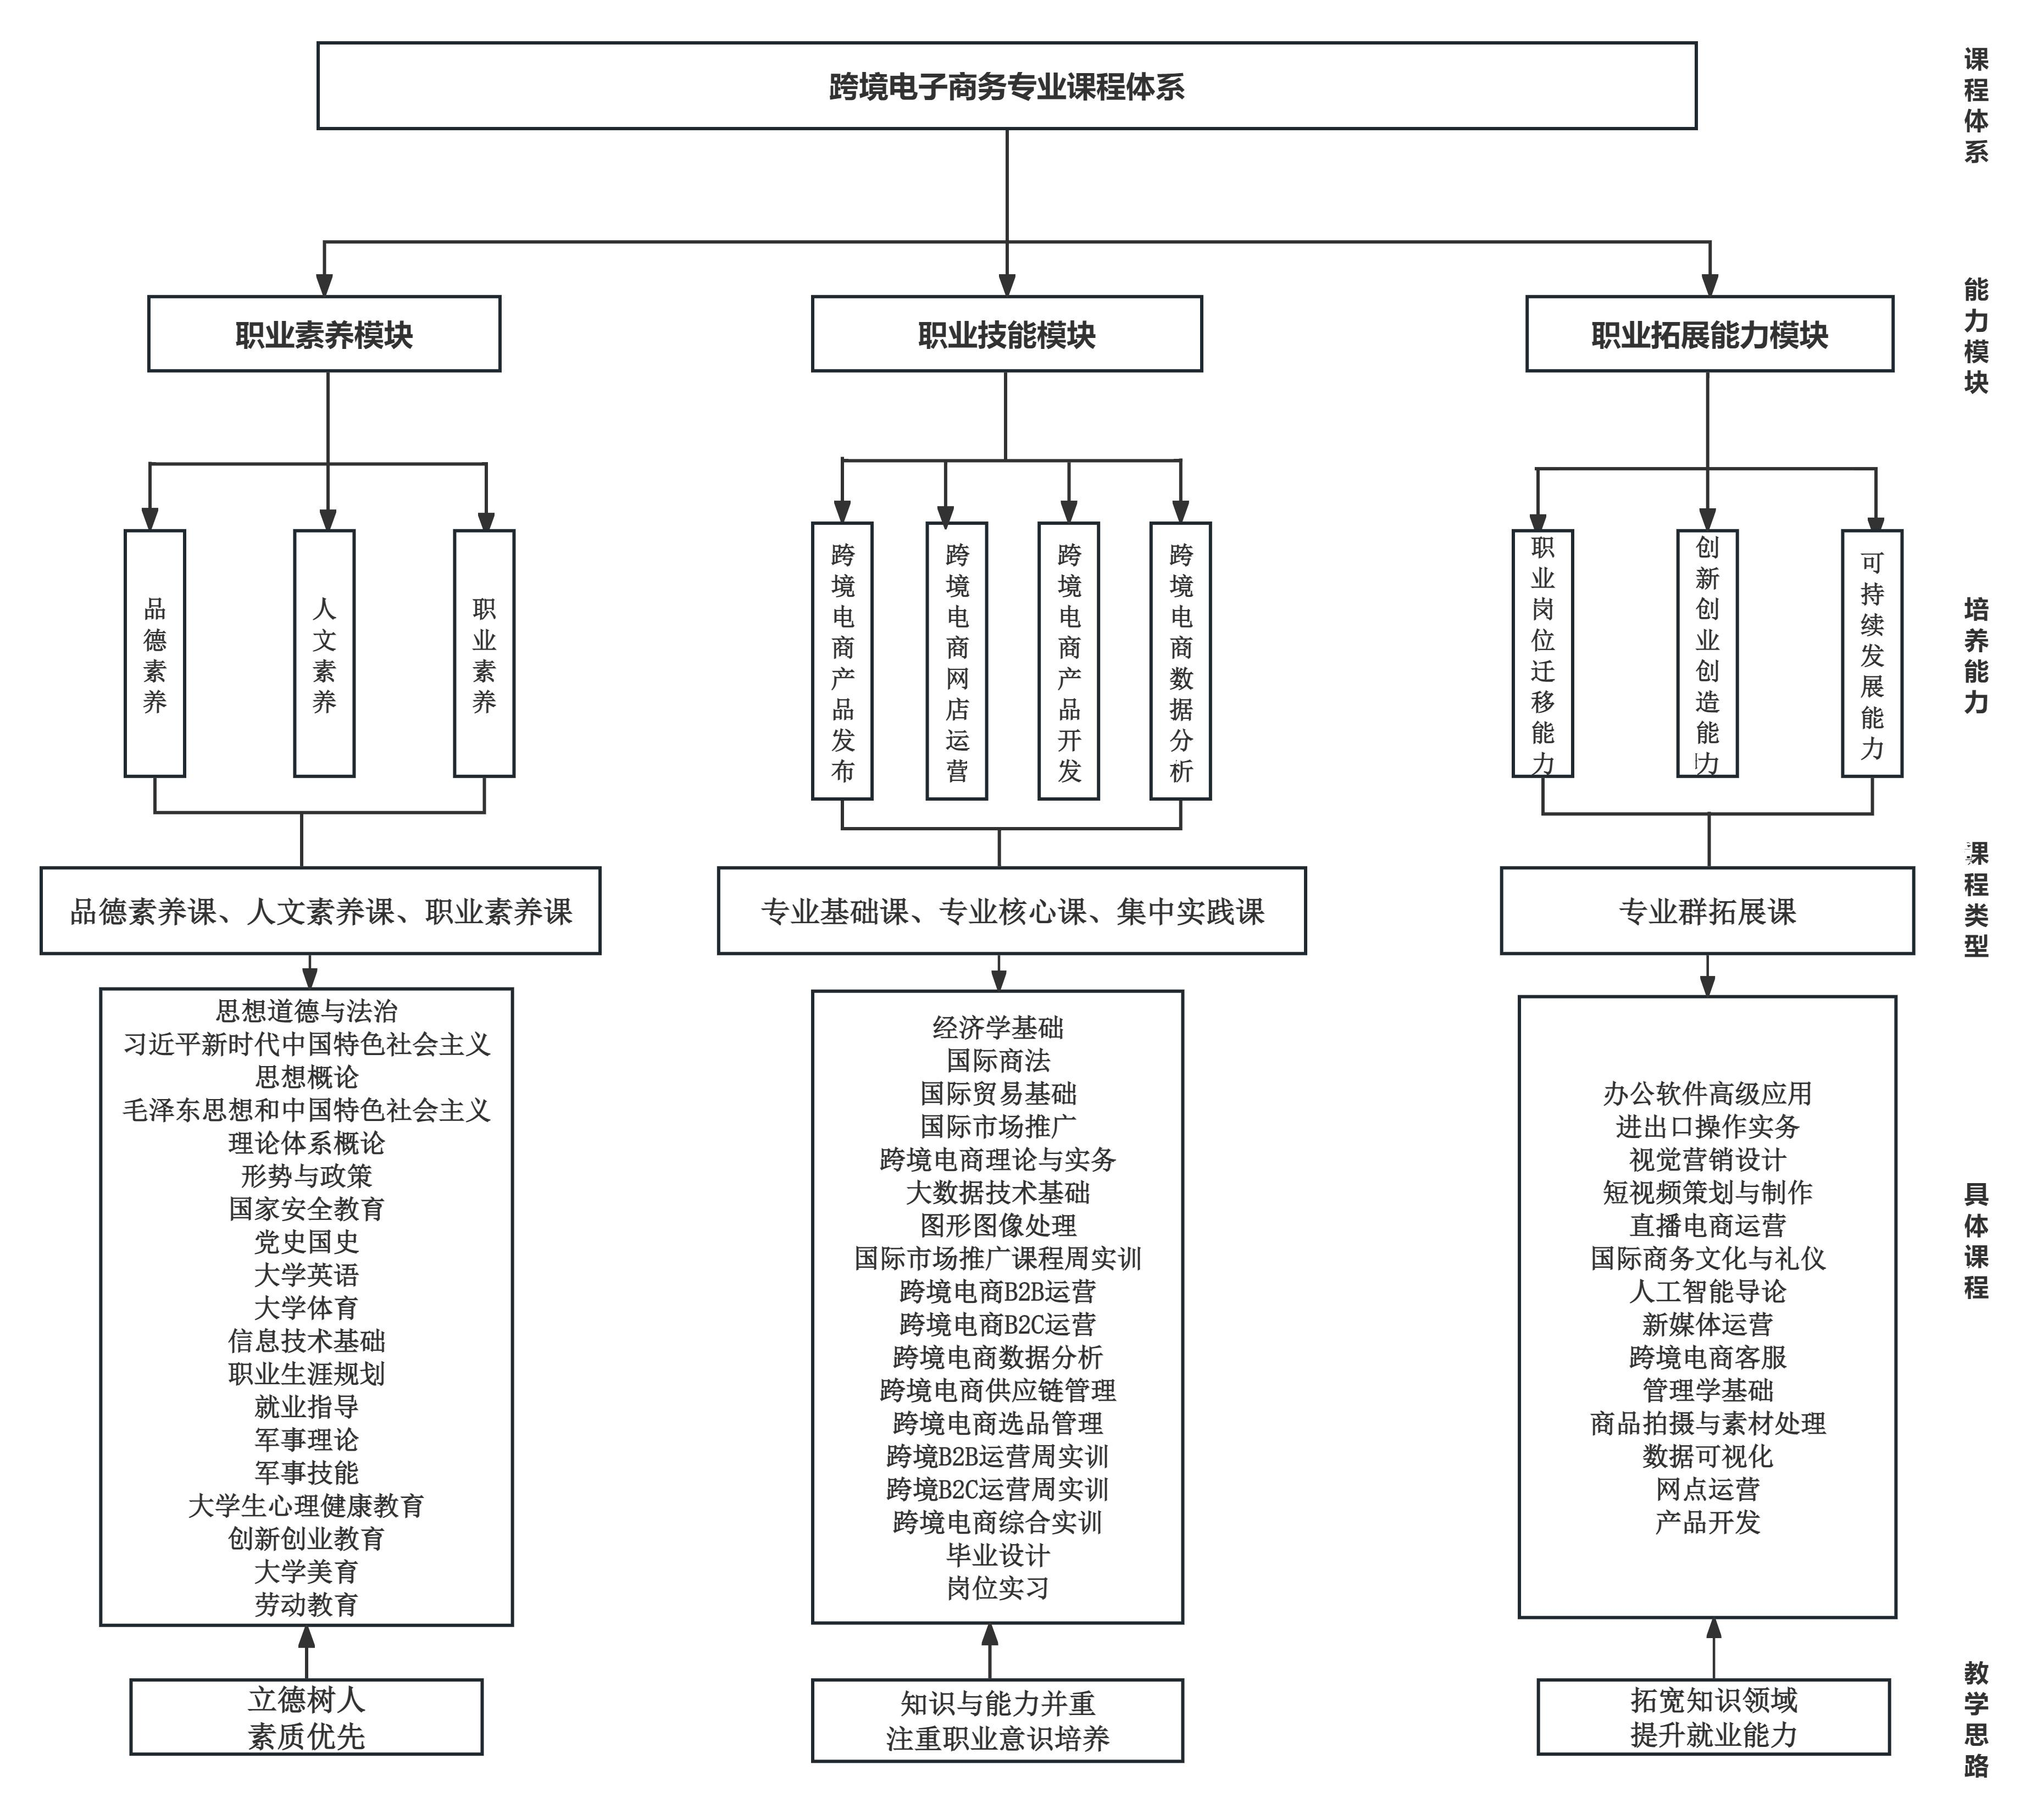 跨境电子商务专业课程体系
课程体系
职业素养模块
职业技能模块
职业拓展能力模块
能力模块
品德素养
人文素养
职业素养
跨境电商产品发布
跨境电商网店运营
跨境电商产品开发
跨境电商数据分析
职业岗位迁移能力
创新创业创造能力
可持续发展能力
培养能力
品德素养课、人文素养课、职业素养课
专业基础课、专业核心课、集中实践课
专业群拓展课
课程类型
思想道德与法治
习近平新时代中国特色社会主义
思想概论
毛泽东思想和中国特色社会主义
理论体系概论
形势与政策
国家安全教育
党史国史
大学英语
大学体育
信息技术基础
职业生涯规划
就业指导
军事理论
军事技能
大学生心理健康教育
创新创业教育
大学美育
劳动教育
经济学基础
国际商法
国际贸易基础
国际市场推广
跨境电商理论与实务
大数据技术基础
图形图像处理
国际市场推广课程周实训
跨境电商B2B运营
跨境电商B2C运营
跨境电商数据分析
跨境电商供应链管理
跨境电商选品管理
跨境B2B运营周实训
跨境B2C运营周实训
跨境电商综合实训
毕业设计
岗位实习
办公软件高级应用
进出口操作实务
视觉营销设计
短视频策划与制作
直播电商运营
国际商务文化与礼仪
人工智能导论
新媒体运营
跨境电商客服
管理学基础
商品拍摄与素材处理
数据可视化
网点运营
产品开发
具体课程
立德树人
素质优先
知识与能力并重
注重职业意识培养
拓宽知识领域
提升就业能力
教学思路